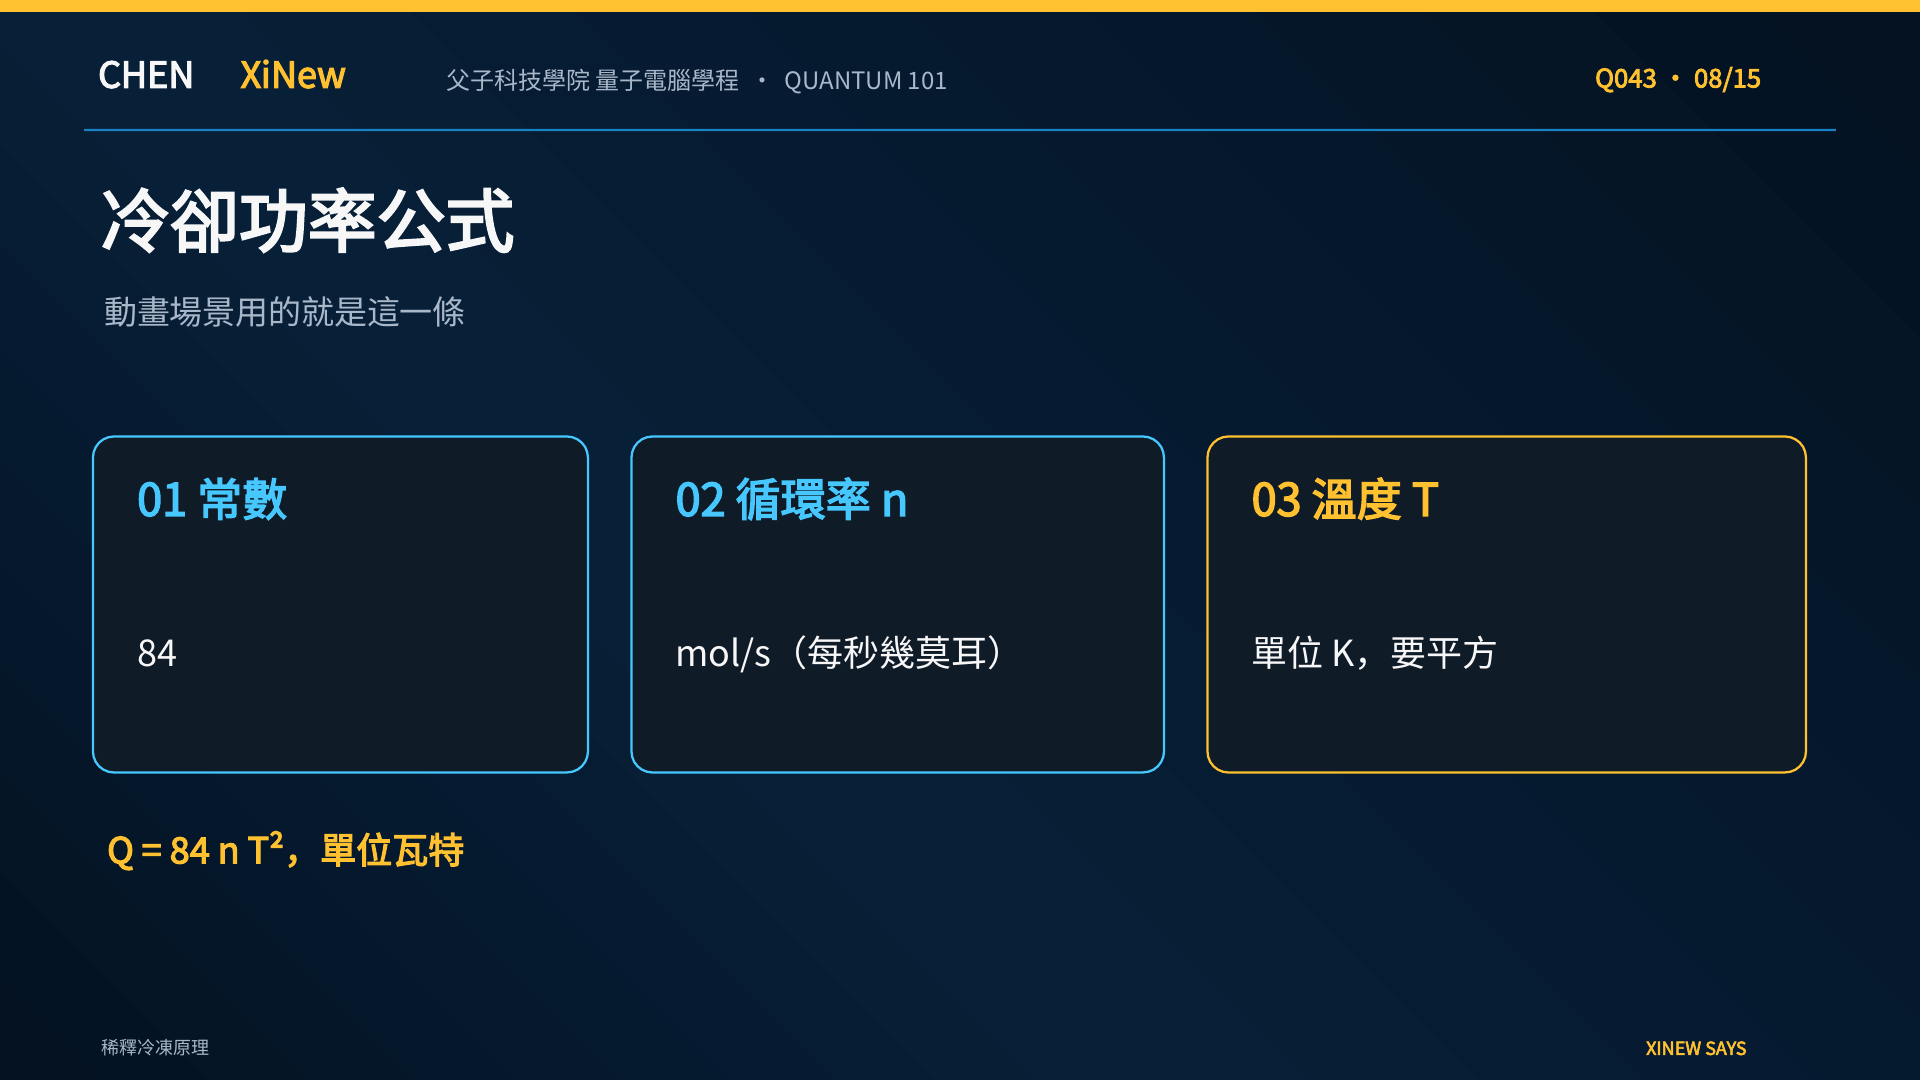 CHEN XiNew 父子科技學院 量子電腦學程 · QUANTUM 101 Q043 · 08/15
冷卻功率公式
動畫場景用的就是這一條
01 常數
84
02 循環率 n
mol/s（每秒幾莫耳）
03 溫度 T
單位 K，要平方
Q = 84 n T²，單位瓦特
稀釋冷凍原理 XINEW SAYS